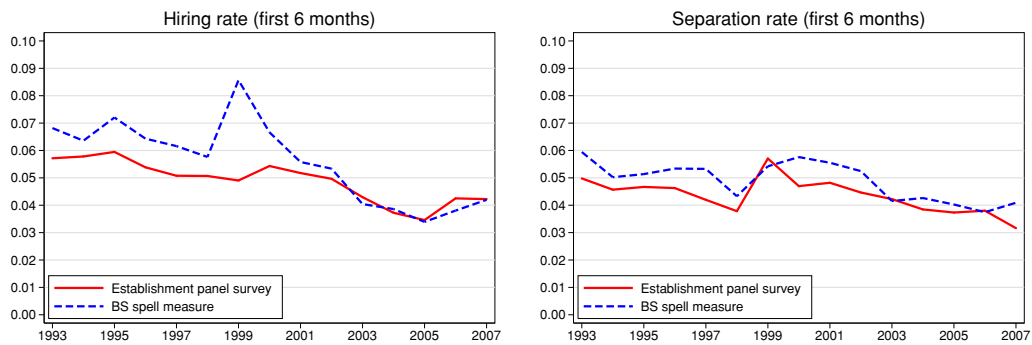 Hiring rate (first 6 months)
0.10
0.09
0.08
0.07
0.06
0.05
0.04
0.03
0.02
0.01
0.00
Establishment panel survey
BS spell measure
1993 1995 1997 1999 2001 2003 2005 2007
Separation rate (first 6 months)
0.10
0.09
0.08
0.07
0.06
0.05
0.04
0.03
0.02
0.01
0.00
Establishment panel survey
BS spell measure
1993 1995 1997 1999 2001 2003 2005 2007